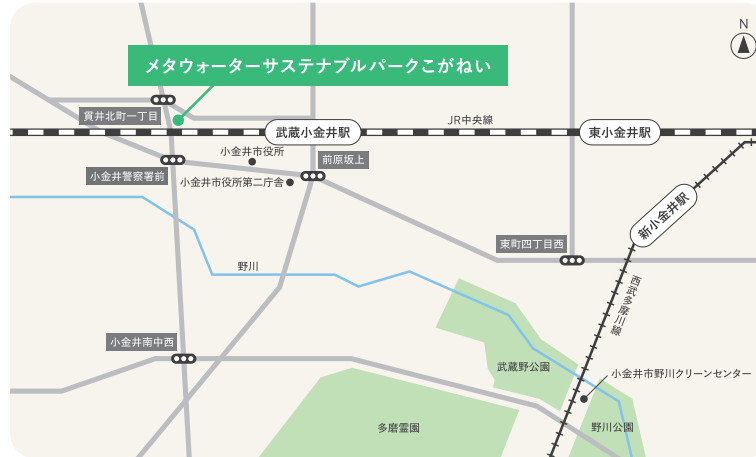 N
メタウォーターサステナブルパークこがねい
貫井北町一丁目
JR中央線
武蔵小金井駅
東小金井駅
小金井市役所
前原坂上
小金井警察署前
小金井市役所第二庁舎
新小金井駅
東町四丁目西
野川
西武多摩川線
小金井南中西
武蔵野公園
小金井市野川クリーンセンター
多磨霊園
野川公園